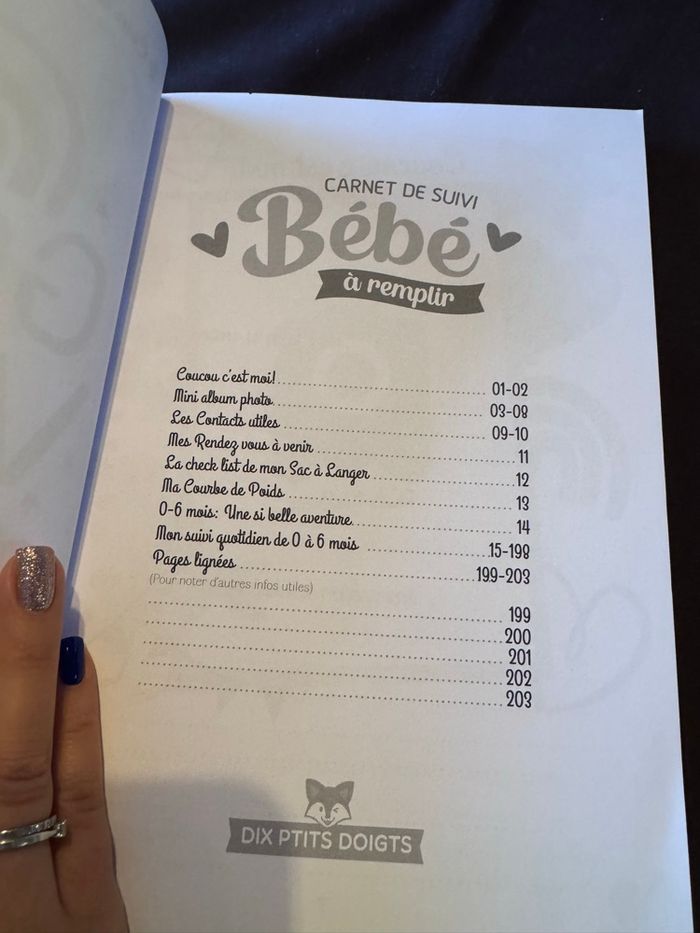 CARNET DE SUIVI
Bébé
à remplir
Coucou c'est moi! 01-02
Mini album photo 03-08
Les Contacts utiles 09-10
Mes Rendez vous à venir 11
La check list de mon Sac à Langer 12
Ma Courbe de Poids 13
0-6 mois: Une si belle aventure 14
Mon suivi quotidien de 0 à 6 mois 15-198
Pages lignées 199-203
(Pour noter d'autres infos utiles)
199
200
201
202
203
DIX PTITS DOIGTS